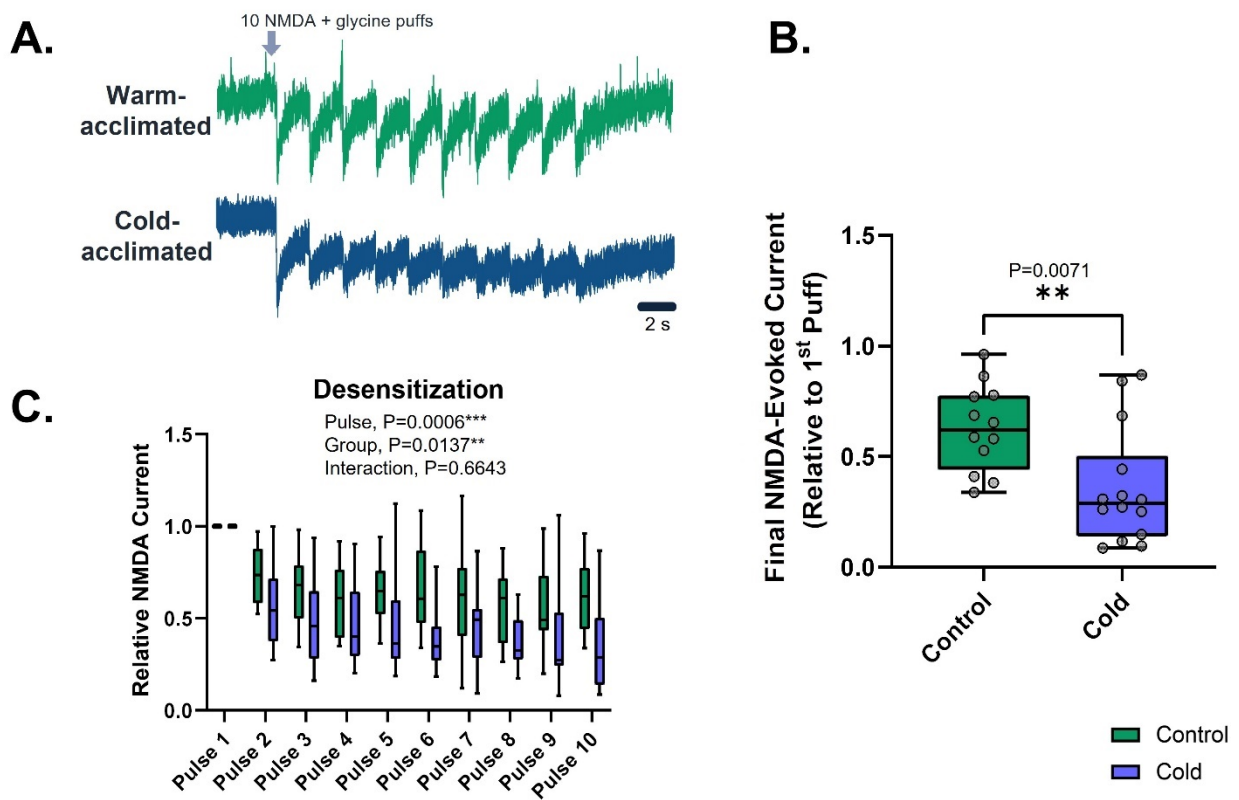 A.
10 NMDA + glycine puffs
Warm-
acclimated
Cold-
acclimated
2 s
B.
Final NMDA-Evoked Current
(Relative to 1st Puff)
1.5
1.0
0.5
0.0
P=0.0071
**
Control
Cold
C.
Desensitization
Pulse, P=0.0006***
Group, P=0.0137**
Interaction, P=0.6643
Relative NMDA Current
1.5
1.0
0.5
0.0
Pulse 1
Pulse 2
Pulse 3
Pulse 4
Pulse 5
Pulse 6
Pulse 7
Pulse 8
Pulse 9
Pulse 10
Control
Cold